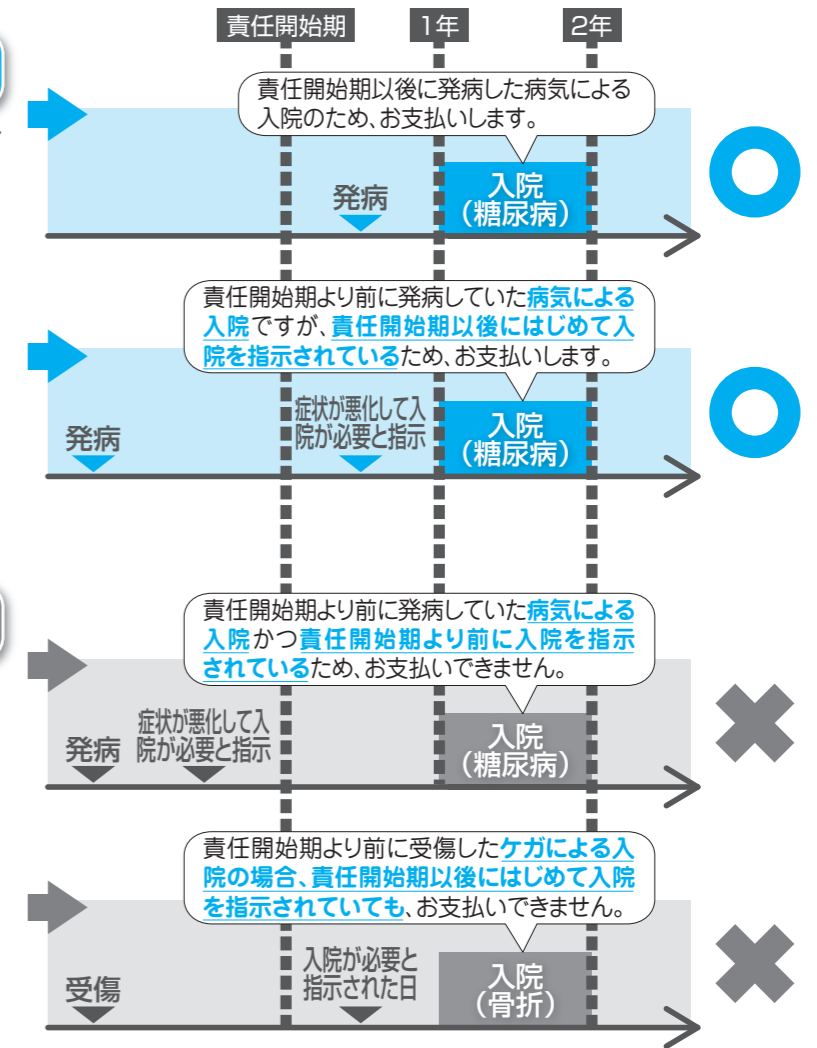 責任開始期
1年
2年
責任開始期以後に発病した病気による
入院のため、お支払いします。
発病
入院
（糖尿病）
責任開始期より前に発病していた病気による
入院ですが、責任開始期以後にはじめて入
院を指示されているため、お支払いします。
発病
症状が悪化して入
院が必要と指示
入院
（糖尿病）
責任開始期より前に発病していた病気による
入院かつ責任開始期より前に入院を指示
されているため、お支払いできません。
発病
症状が悪化して入
院が必要と指示
入院
（糖尿病）
責任開始期より前に受傷したケガによる入
院の場合、責任開始期以後にはじめて入院
を指示されていても、お支払いできません。
受傷
入院が必要と
指示された日
入院
（骨折）